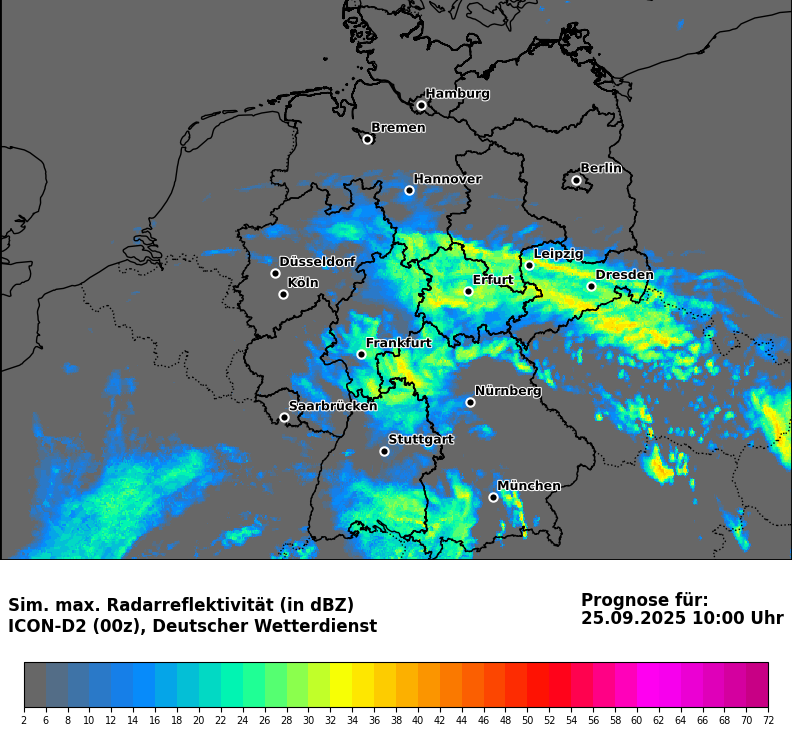 Hamburg
Bremen
Berlin
Hannover
Leipzig
Düsseldorf
Dresden
Köln
Erfurt
Frankfurt
Nürnberg
Saarbrücken
Stuttgart
München
Sim. max. Radarreflektivität (in dBZ)
ICON-D2 (00z), Deutscher Wetterdienst
Prognose für:
25.09.2025 10:00 Uhr
2 6 8 10 12 14 16 18 20 22 24 26 28 30 32 34 36 38 40 42 44 46 48 50 52 54 56 58 60 62 64 66 68 70 72